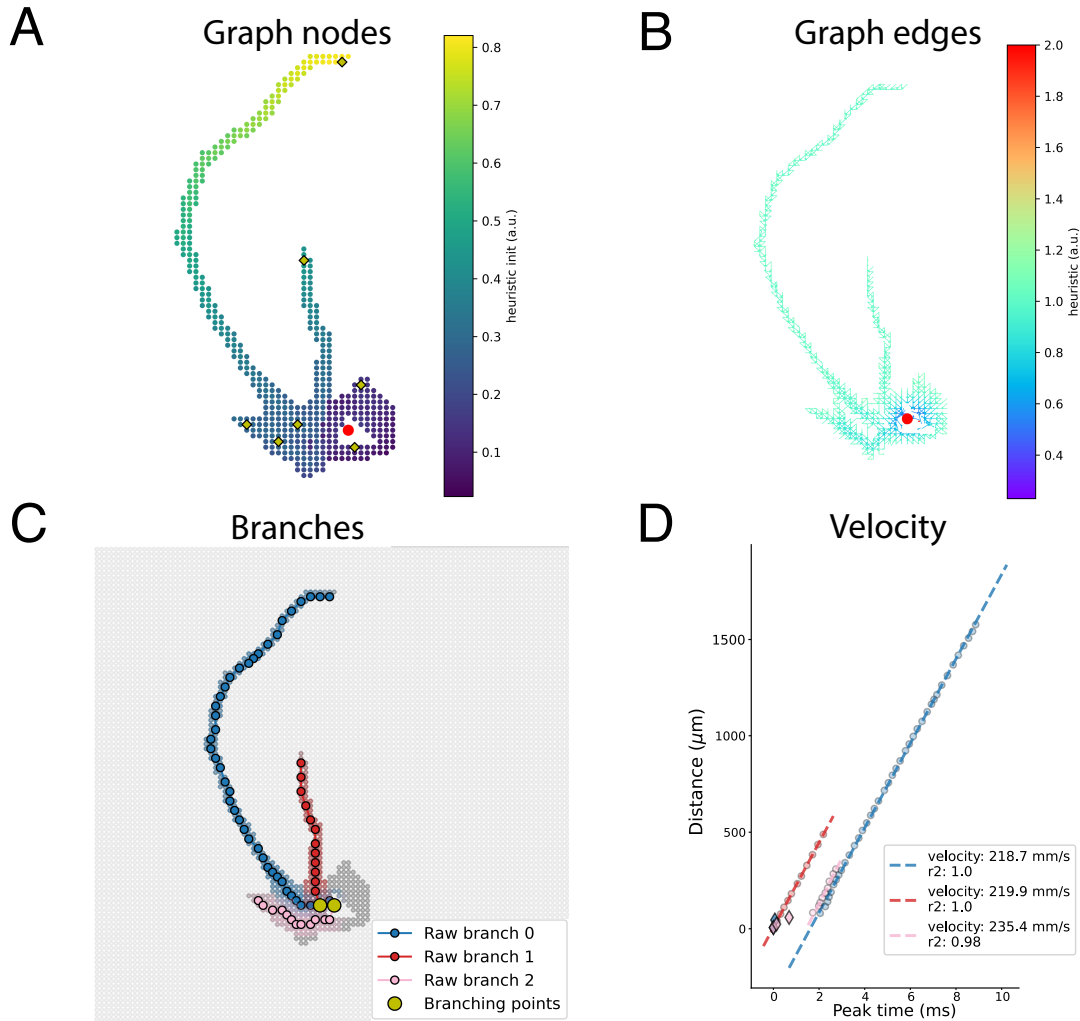 A
Graph nodes
0.8
0.7
0.6
0.5
0.4
0.3
0.2
0.1
heuristic init (a.u.)
B
Graph edges
2.0
1.8
1.6
1.4
1.2
1.0
0.8
0.6
0.4
heuristic (a.u.)
C
Branches
Raw branch 0
Raw branch 1
Raw branch 2
Branching points
D
Velocity
Distance (μm)
1500
1000
500
0
velocity: 218.7 mm/s
r2: 1.0
velocity: 219.9 mm/s
r2: 1.0
velocity: 235.4 mm/s
r2: 0.98
0 2 4 6 8 10
Peak time (ms)